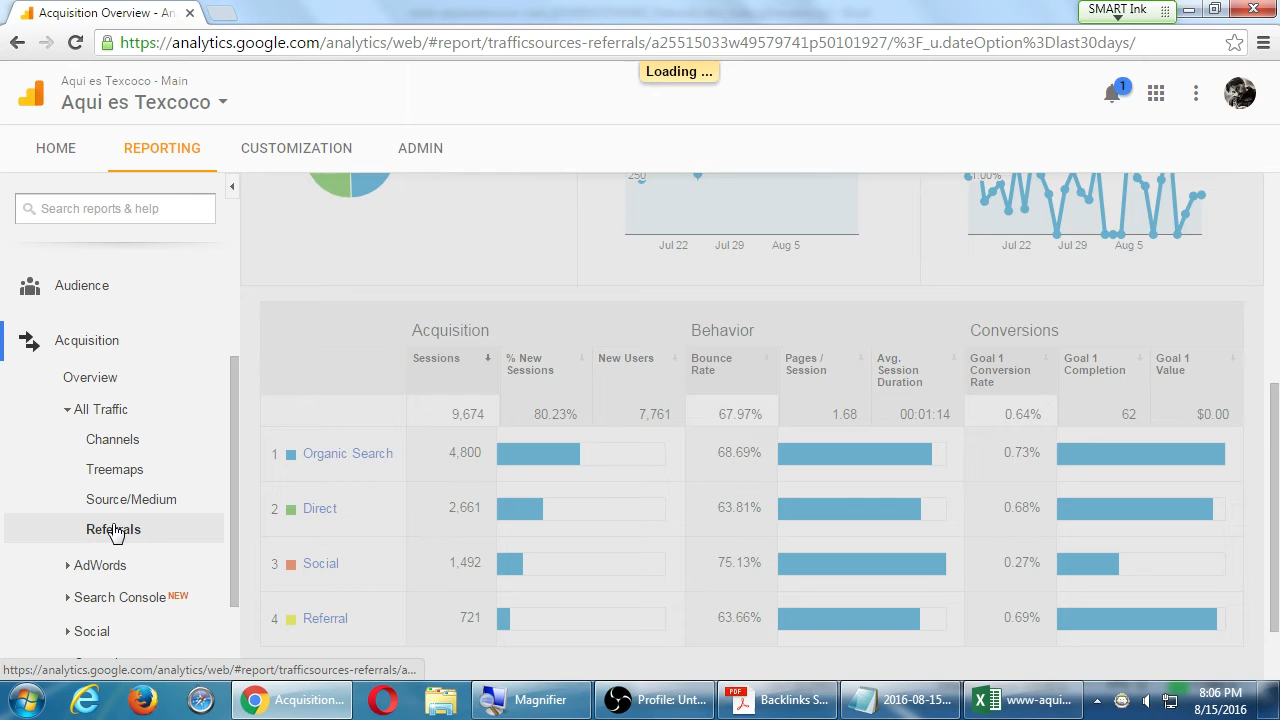 Acquisition Overview - An
SMART Ink
https://analytics.google.com/analytics/web/#report/trafficsources-referrals/a25515033w49579741p50101927/%3F_u.dateOption%3Dlast30days/
Loading ...
Aqui es Texcoco - Main
Aqui es Texcoco
1
HOME
REPORTING
CUSTOMIZATION
ADMIN
Search reports & help
250
1.00%
Jul 22
Jul 29
Aug 5
Jul 22
Jul 29
Aug 5
Audience
Acquisition
Overview
All Traffic
Channels
Treemaps
Source/Medium
Referrals
AdWords
Search Console NEW
Social
Acquisition
Behavior
Conversions
Sessions
% New Sessions
New Users
Bounce Rate
Pages / Session
Avg. Session Duration
Goal 1 Conversion Rate
Goal 1 Completion
Goal 1 Value
9,674 80.23% 7,761 67.97% 1.68 00:01:14 0.64% 62 $0.00
1 Organic Search 4,800 68.69% 0.73%
2 Direct 2,661 63.81% 0.68%
3 Social 1,492 75.13% 0.27%
4 Referral 721 63.66% 0.69%
https://analytics.google.com/analytics/web/#report/trafficsources-referrals/a...
Acquisition...
Magnifier
Profile: Unt...
PDF
Backlinks S...
2016-08-15...
www-aqui...
8:06 PM
8/15/2016